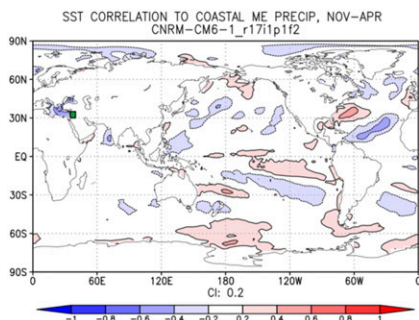 SST CORRELATION TO COASTAL ME PRECIP, NOV-APR
CNRM-CM6-1_r17i1p1f2
90N
60N
30N
EQ
30S
60S
90S
0 60E 120E 180 120W 60W 0
CI: 0.2
-1 -0.8 -0.6 -0.4 -0.2 0.2 0.4 0.6 0.8 1